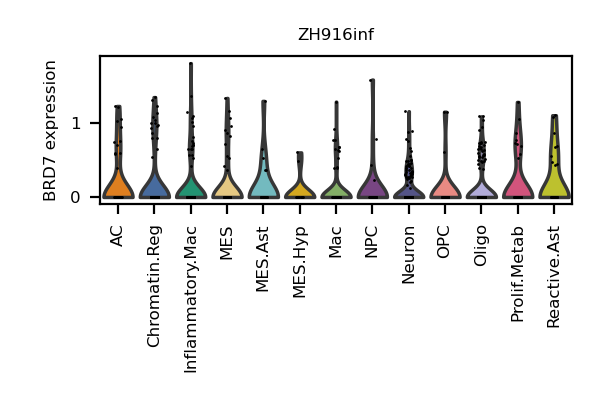 ZH916inf
BRD7 expression
1
0
AC
Chromatin.Reg
Inflammatory.Mac
MES
MES.Ast
MES.Hyp
Mac
NPC
Neuron
OPC
Oligo
Prolif.Metab
Reactive.Ast